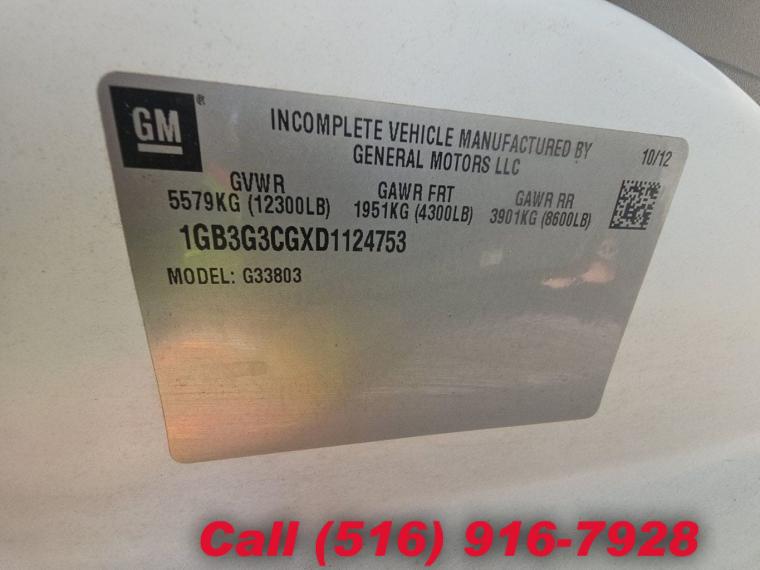 GM®
INCOMPLETE VEHICLE MANUFACTURED BY
GENERAL MOTORS LLC
10/12
GVWR
5579KG (12300LB)
GAWR FRT
1951KG (4300LB)
GAWR RR
3901KG (8600LB)
1GB3G3CGXD1124753
MODEL: G33803
Call (516) 916-7928